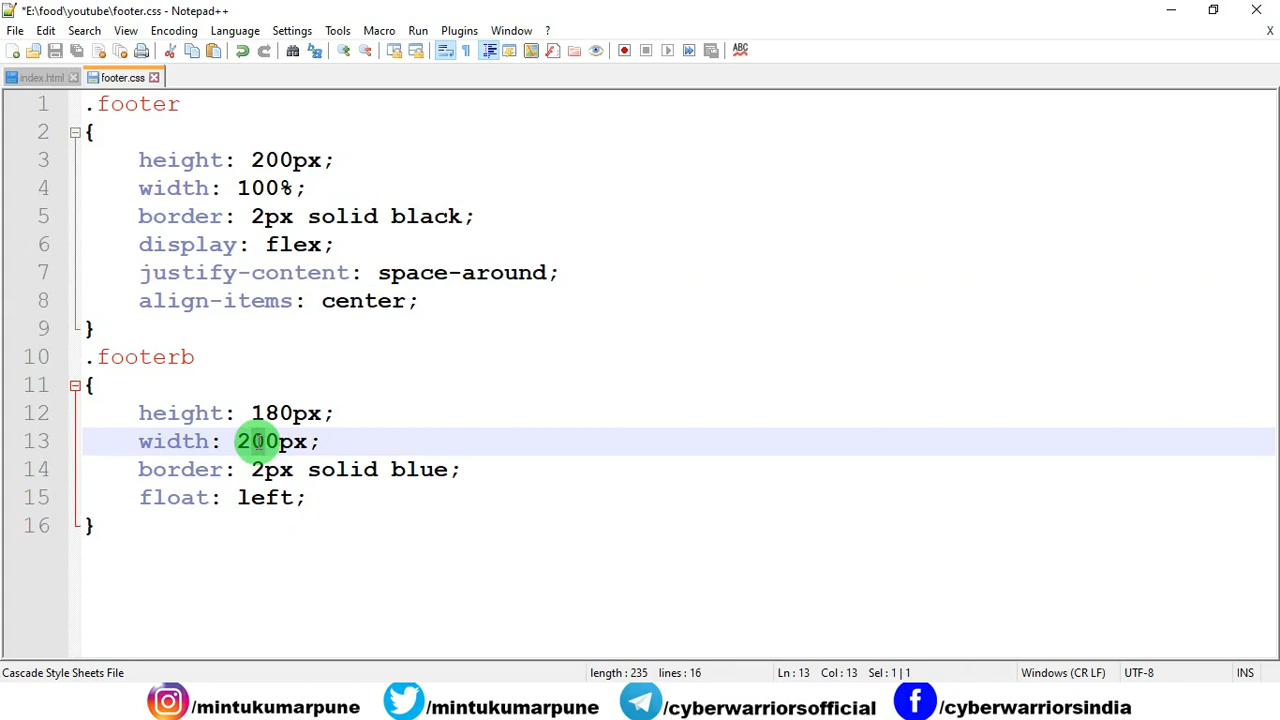 *E:\food\youtube\footer.css - Notepad++
File Edit Search View Encoding Language Settings Tools Macro Run Plugins Window ? X
ABC
index.html footer.css
1 .footer
2 {
3 height: 200px;
4 width: 100%;
5 border: 2px solid black;
6 display: flex;
7 justify-content: space-around;
8 align-items: center;
9 }
10 .footerb
11 {
12 height: 180px;
13 width: 200px;
14 border: 2px solid blue;
15 float: left;
16 }
Cascade Style Sheets File length : 235 lines : 16 Ln : 13 Col : 13 Sel : 1 | 1 Windows (CR LF) UTF-8 INS
/mintukumarpune /mintukumarpune /cyberwarriorsofficial /cyberwarriorsindia